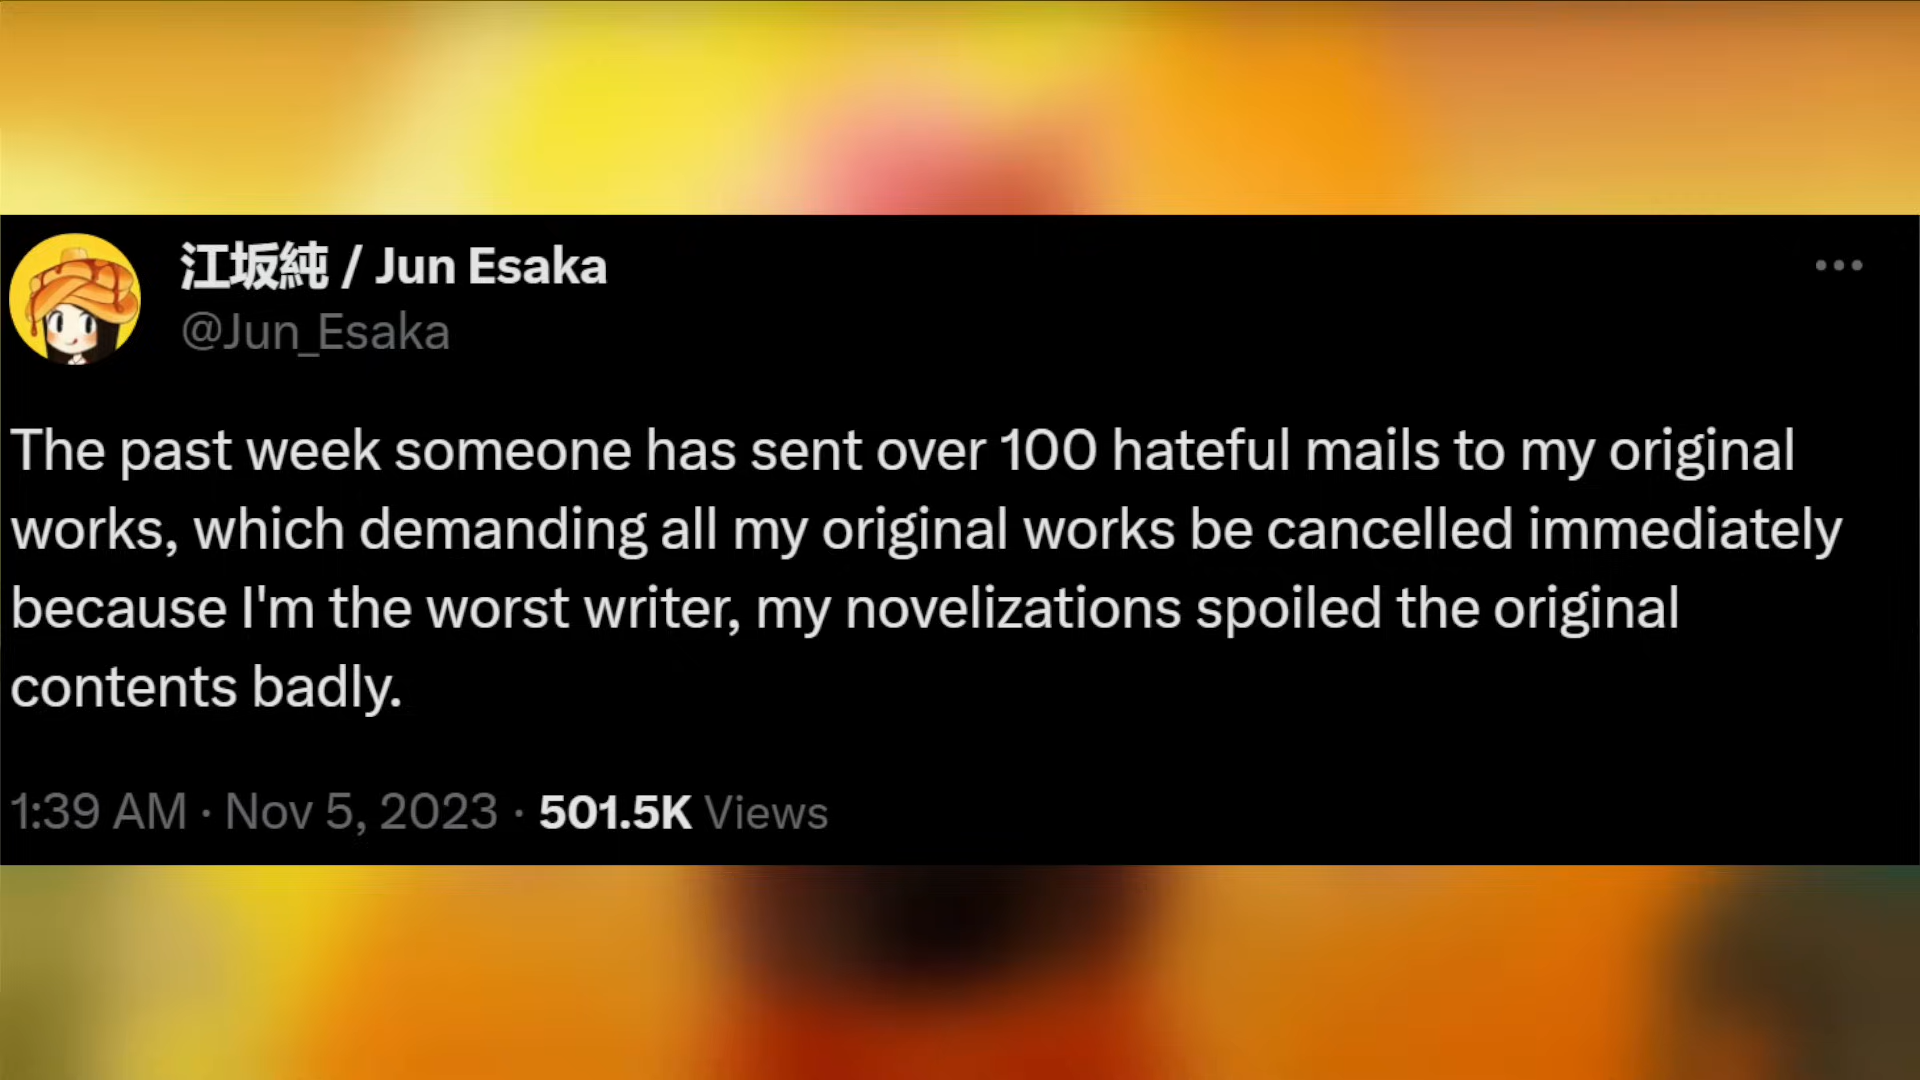 江坂純 / Jun Esaka
@Jun_Esaka
The past week someone has sent over 100 hateful mails to my original
works, which demanding all my original works be cancelled immediately
because I'm the worst writer, my novelizations spoiled the original
contents badly.
1:39 AM · Nov 5, 2023 · 501.5K Views